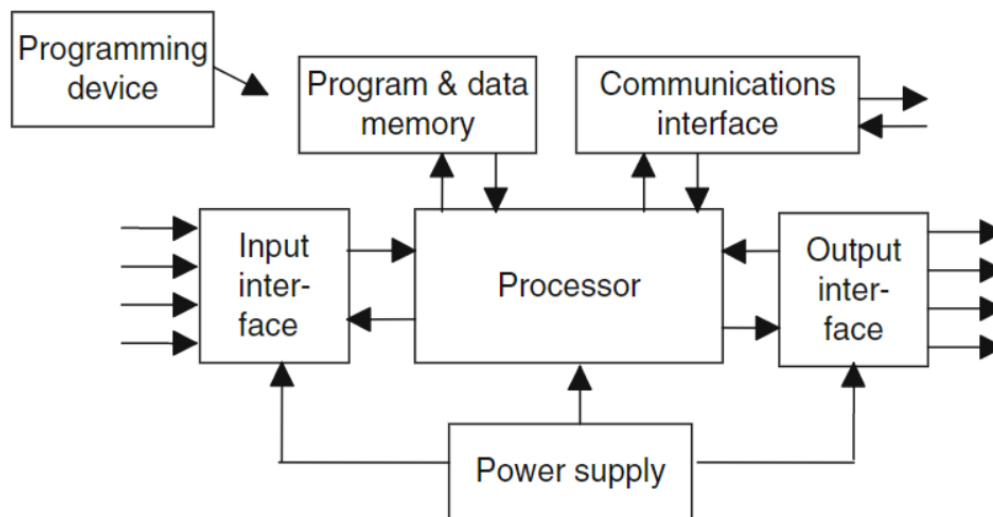 Programming
device
Program & data
memory
Communications
interface
Input
inter-
face
Processor
Output
inter-
face
Power supply